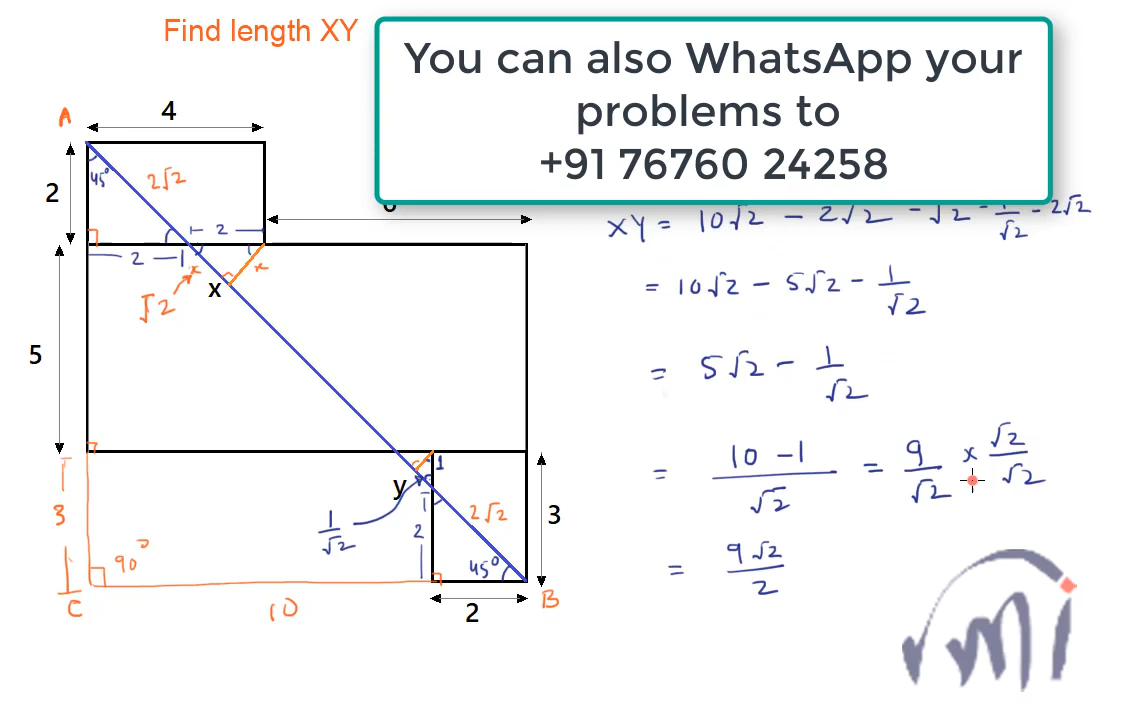 Find length XY
You can also WhatsApp your
problems to
+91 76760 24258
A
4
2
45°
2√2
2
2
x
x
X
√2
5
XY = 10√2 - 2√2 - √2 - 1/√2 - 2√2
= 10√2 - 5√2 - 1/√2
= 5√2 - 1/√2
= 10 - 1/√2 = 9/√2 × √2/√2
= 9√2/2
1
Y
1/√2
2
2√2
3
3
45°
90°
C
10
2
B
rmi